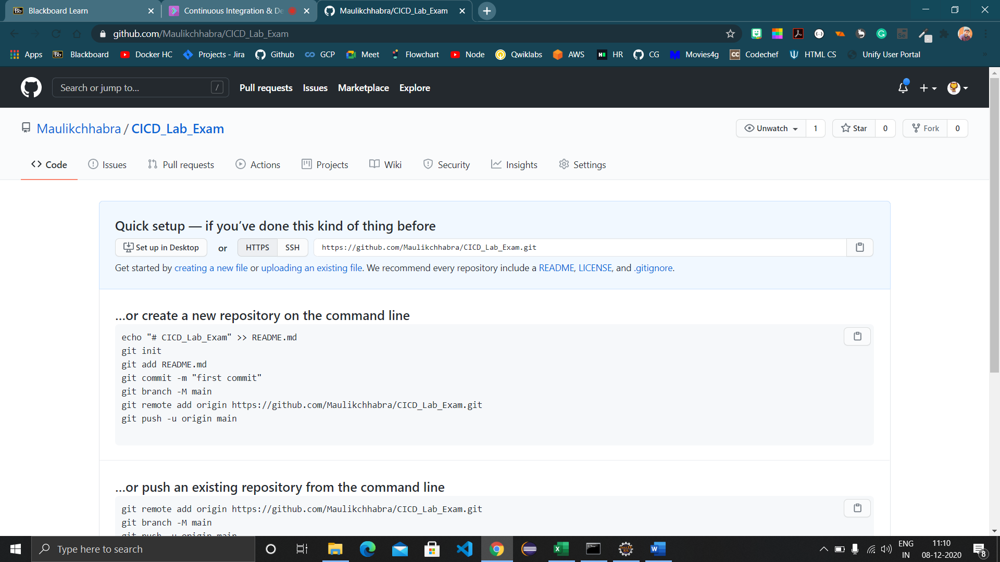 Blackboard Learn
Continuous Integration & De
Maulikchhabra/CICD_Lab_Exam
github.com/Maulikchhabra/CICD_Lab_Exam
Apps Blackboard Docker HC Projects - Jira Github GCP Meet Flowchart Node Qwiklabs AWS HR CG Movies4g Codechef HTML CS Unify User Portal
Search or jump to... / Pull requests Issues Marketplace Explore
Maulikchhabra / CICD_Lab_Exam
Unwatch 1 Star 0 Fork 0
Code Issues Pull requests Actions Projects Wiki Security Insights Settings
Quick setup — if you’ve done this kind of thing before
Set up in Desktop or HTTPS SSH https://github.com/Maulikchhabra/CICD_Lab_Exam.git
Get started by creating a new file or uploading an existing file. We recommend every repository include a README, LICENSE, and .gitignore.
…or create a new repository on the command line
echo "# CICD_Lab_Exam" >> README.md
git init
git add README.md
git commit -m "first commit"
git branch -M main
git remote add origin https://github.com/Maulikchhabra/CICD_Lab_Exam.git
git push -u origin main
…or push an existing repository from the command line
git remote add origin https://github.com/Maulikchhabra/CICD_Lab_Exam.git
git branch -M main
git push -u origin main
Type here to search
ENG
IN
11:10
08-12-2020
8